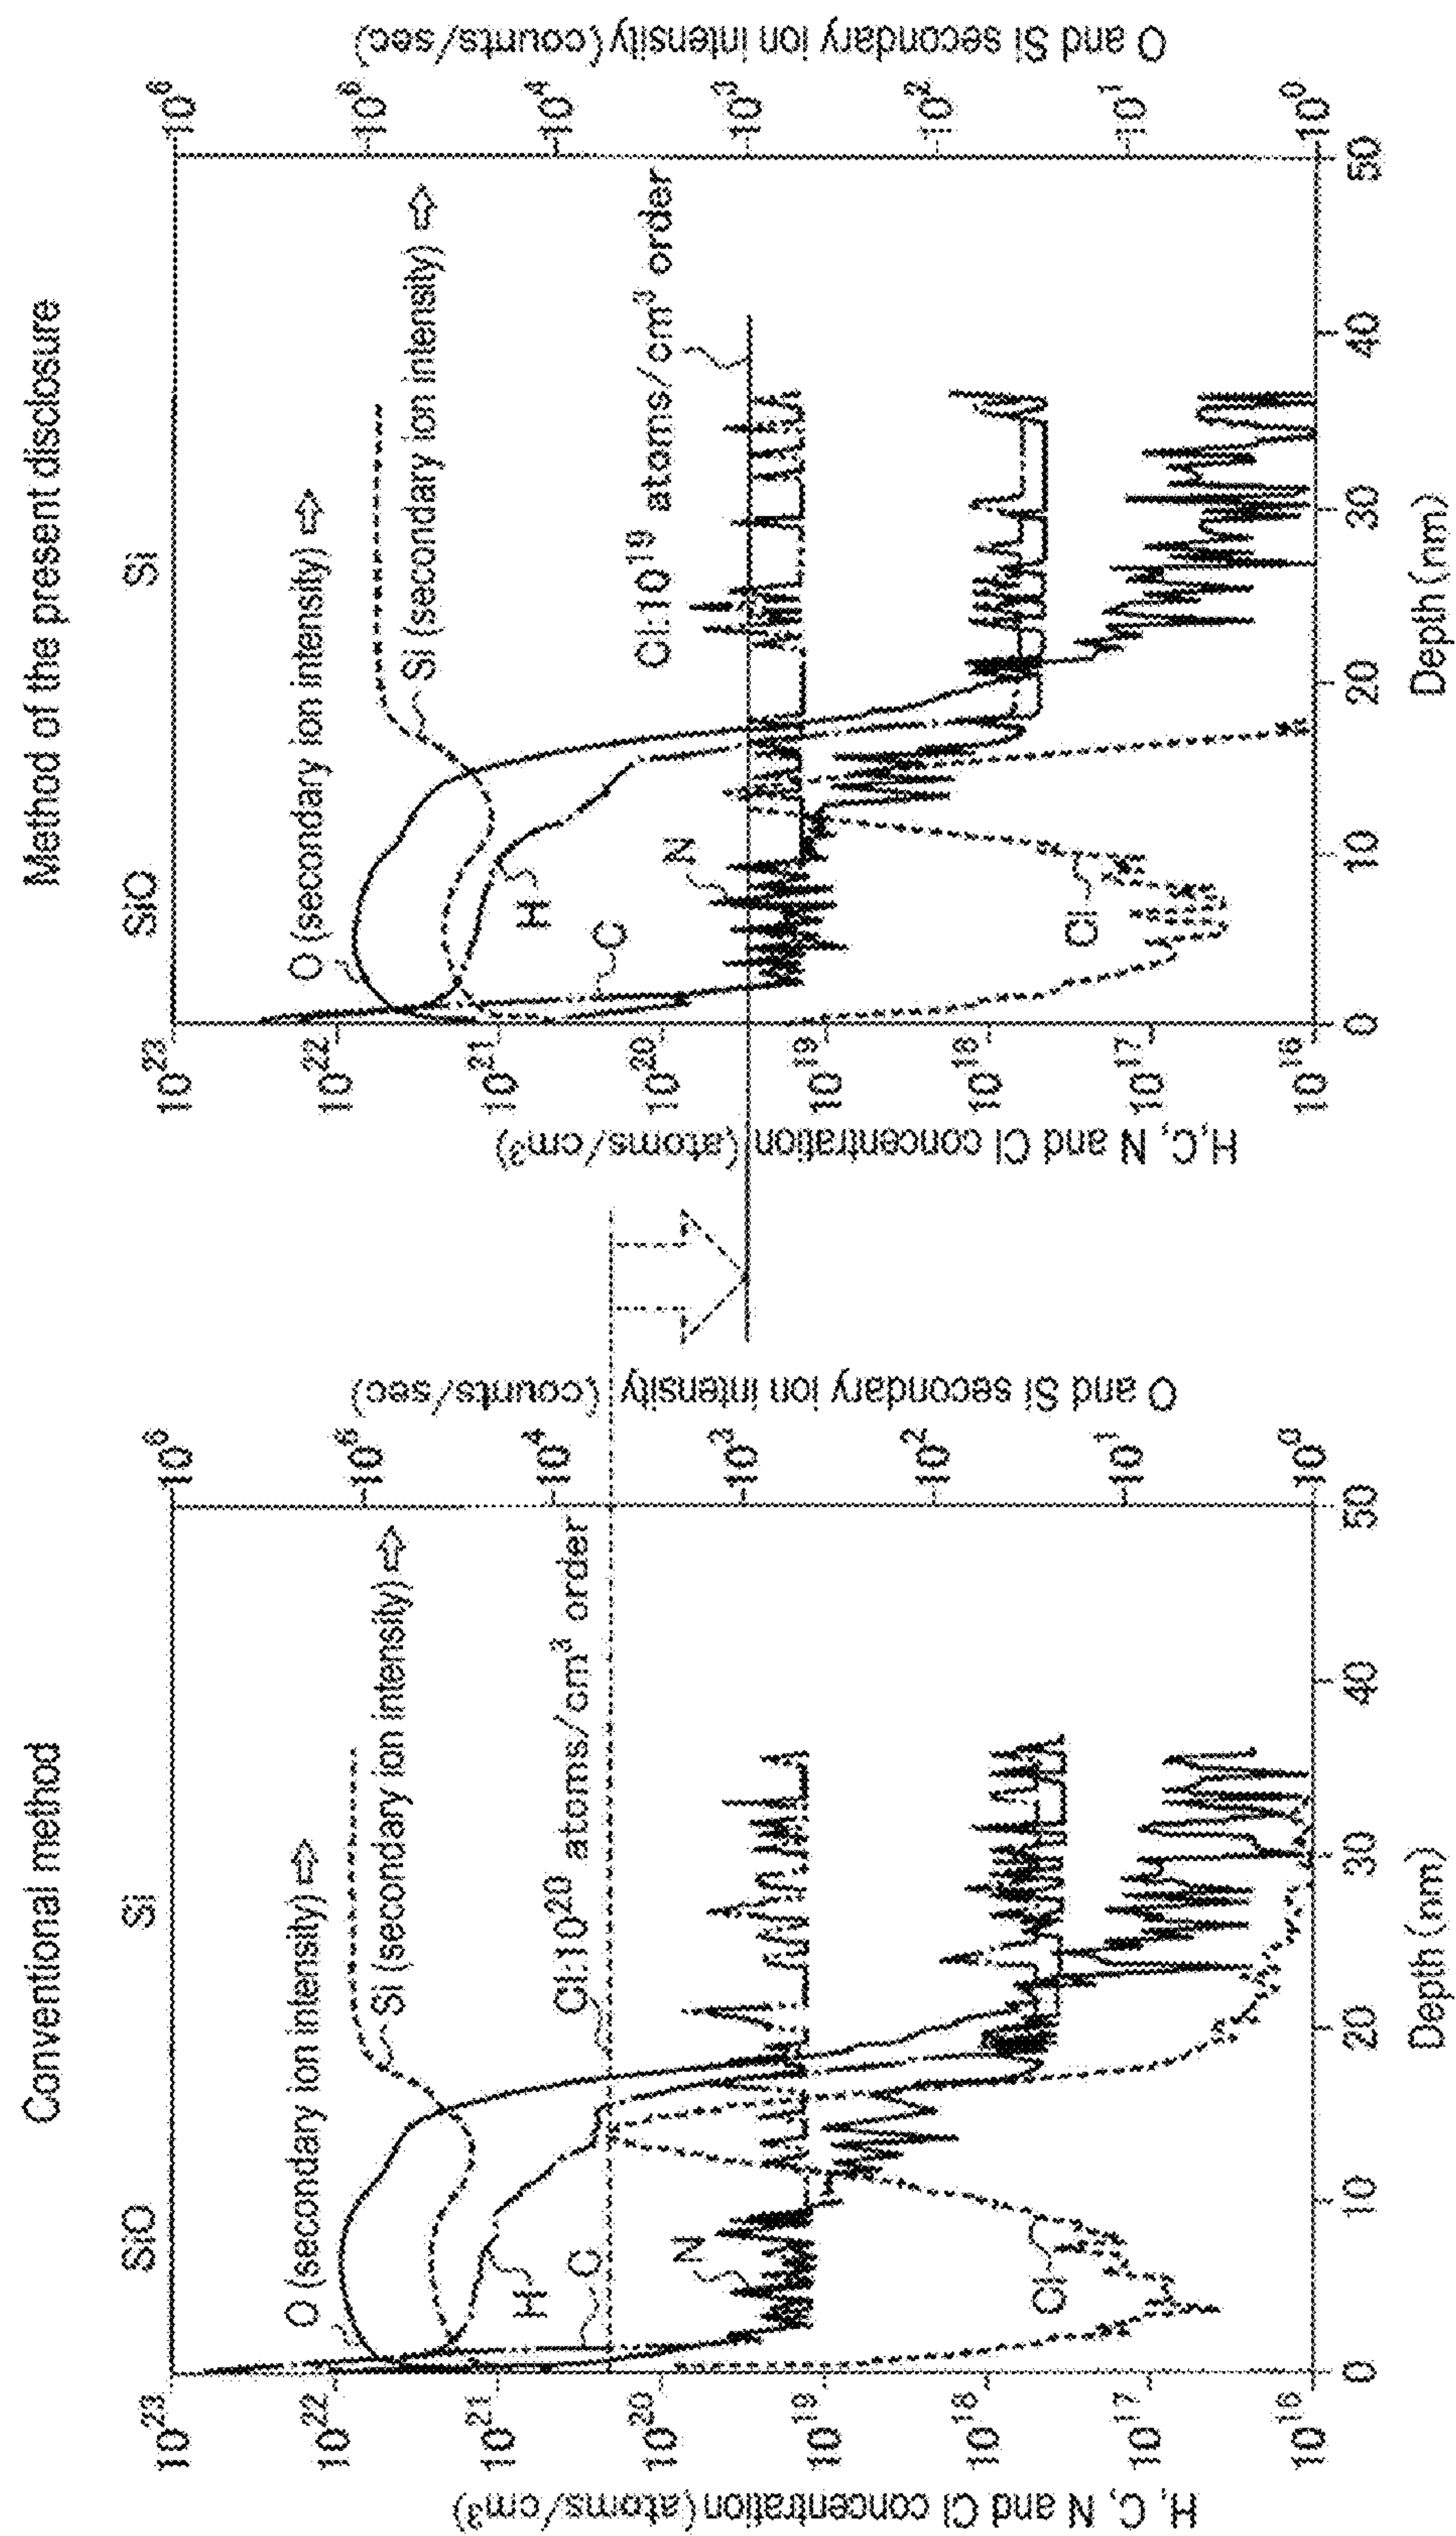 Conventional method
SiO
Si
O (secondary ion intensity) ⇨
Si (secondary ion intensity) ⇨
Cl:10^20 atoms/cm^3 order
H
C
N
Cl
10^23
10^22
10^21
10^20
10^19
10^18
10^17
10^16
H, C, N and Cl concentration (atoms/cm^3)
10^6
10^5
10^4
10^3
10^2
10^1
10^0
O and Si secondary ion intensity (counts/sec)
0
10
20
30
40
50
Depth (nm)
Method of the present disclosure
SiO
Si
O (secondary ion intensity) ⇨
Si (secondary ion intensity) ⇨
Cl:10^19 atoms/cm^3 order
H
C
N
Cl
10^23
10^22
10^21
10^20
10^19
10^18
10^17
10^16
H,C, N and Cl concentration (atoms/cm^3)
10^6
10^5
10^4
10^3
10^2
10^1
10^0
O and Si secondary ion intensity (counts/sec)
0
10
20
30
40
50
Depth (nm)